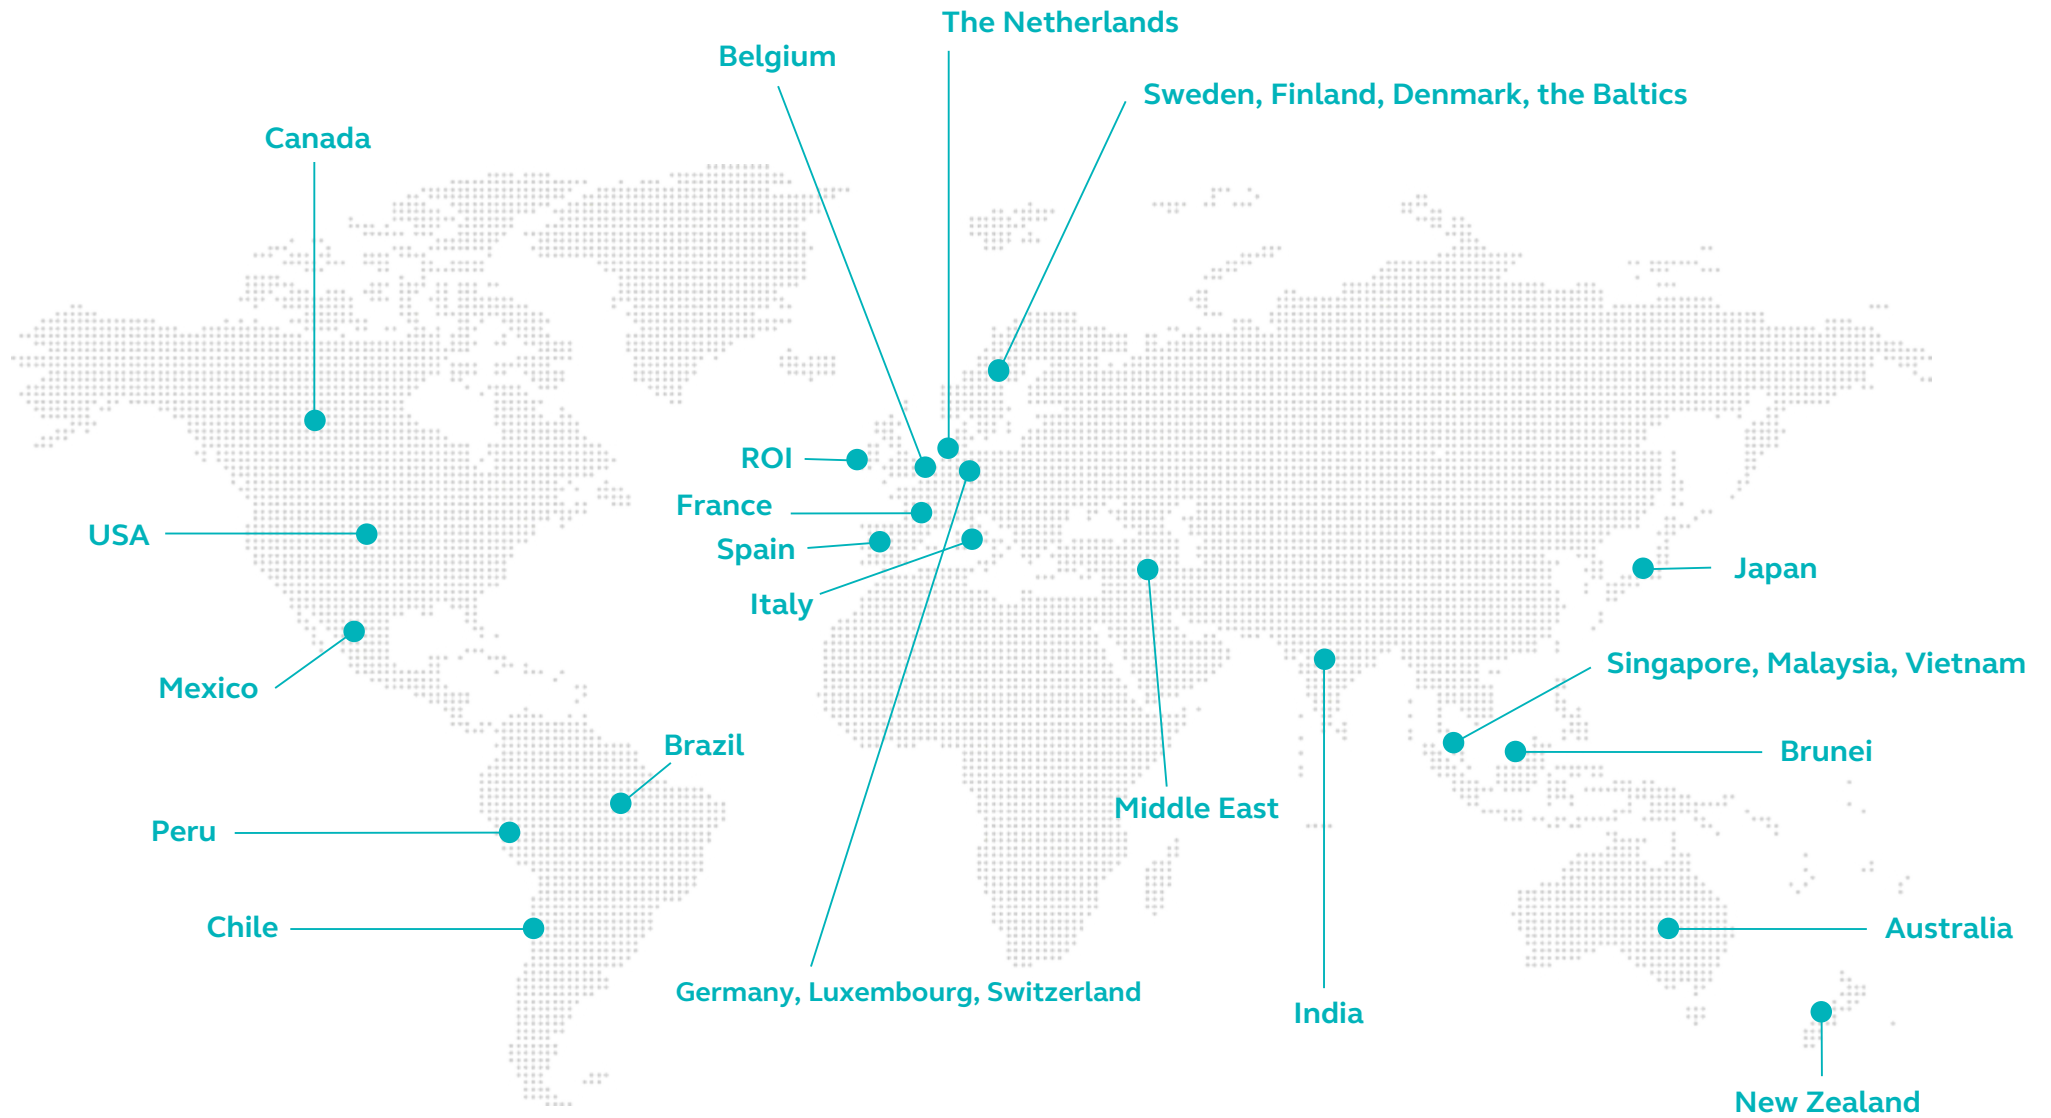 The Netherlands
Belgium
Sweden, Finland, Denmark, the Baltics
Canada
ROI
France
USA
Spain
Japan
Italy
Singapore, Malaysia, Vietnam
Mexico
Brazil
Brunei
Middle East
Peru
Chile
Australia
Germany, Luxembourg, Switzerland
India
New Zealand